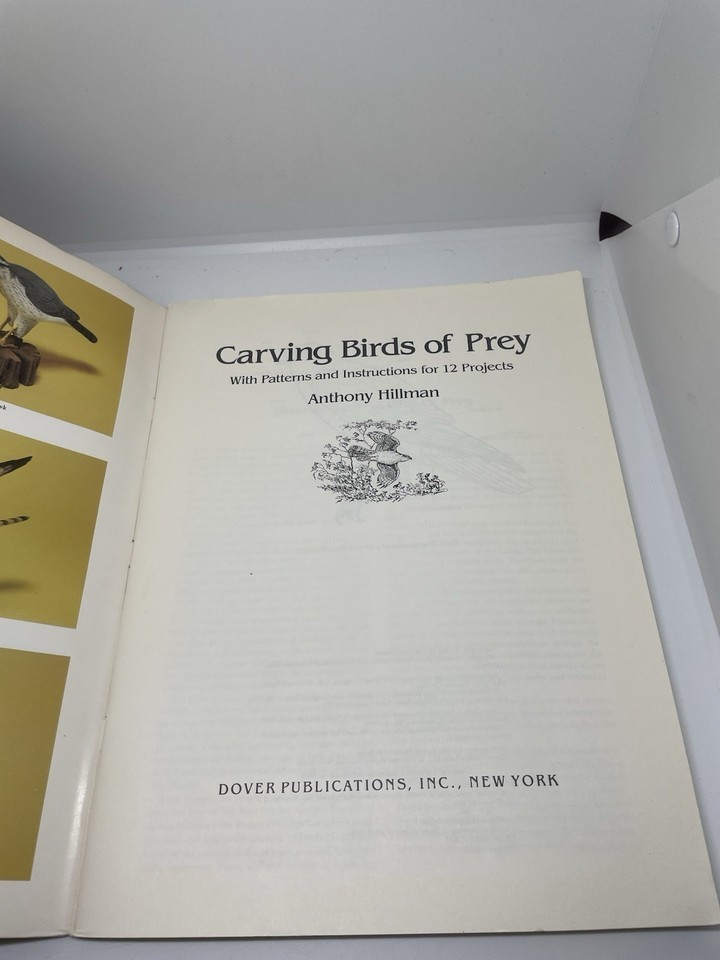 Carving Birds of Prey
With Patterns and Instructions for 12 Projects
Anthony Hillman
DOVER PUBLICATIONS, INC., NEW YORK